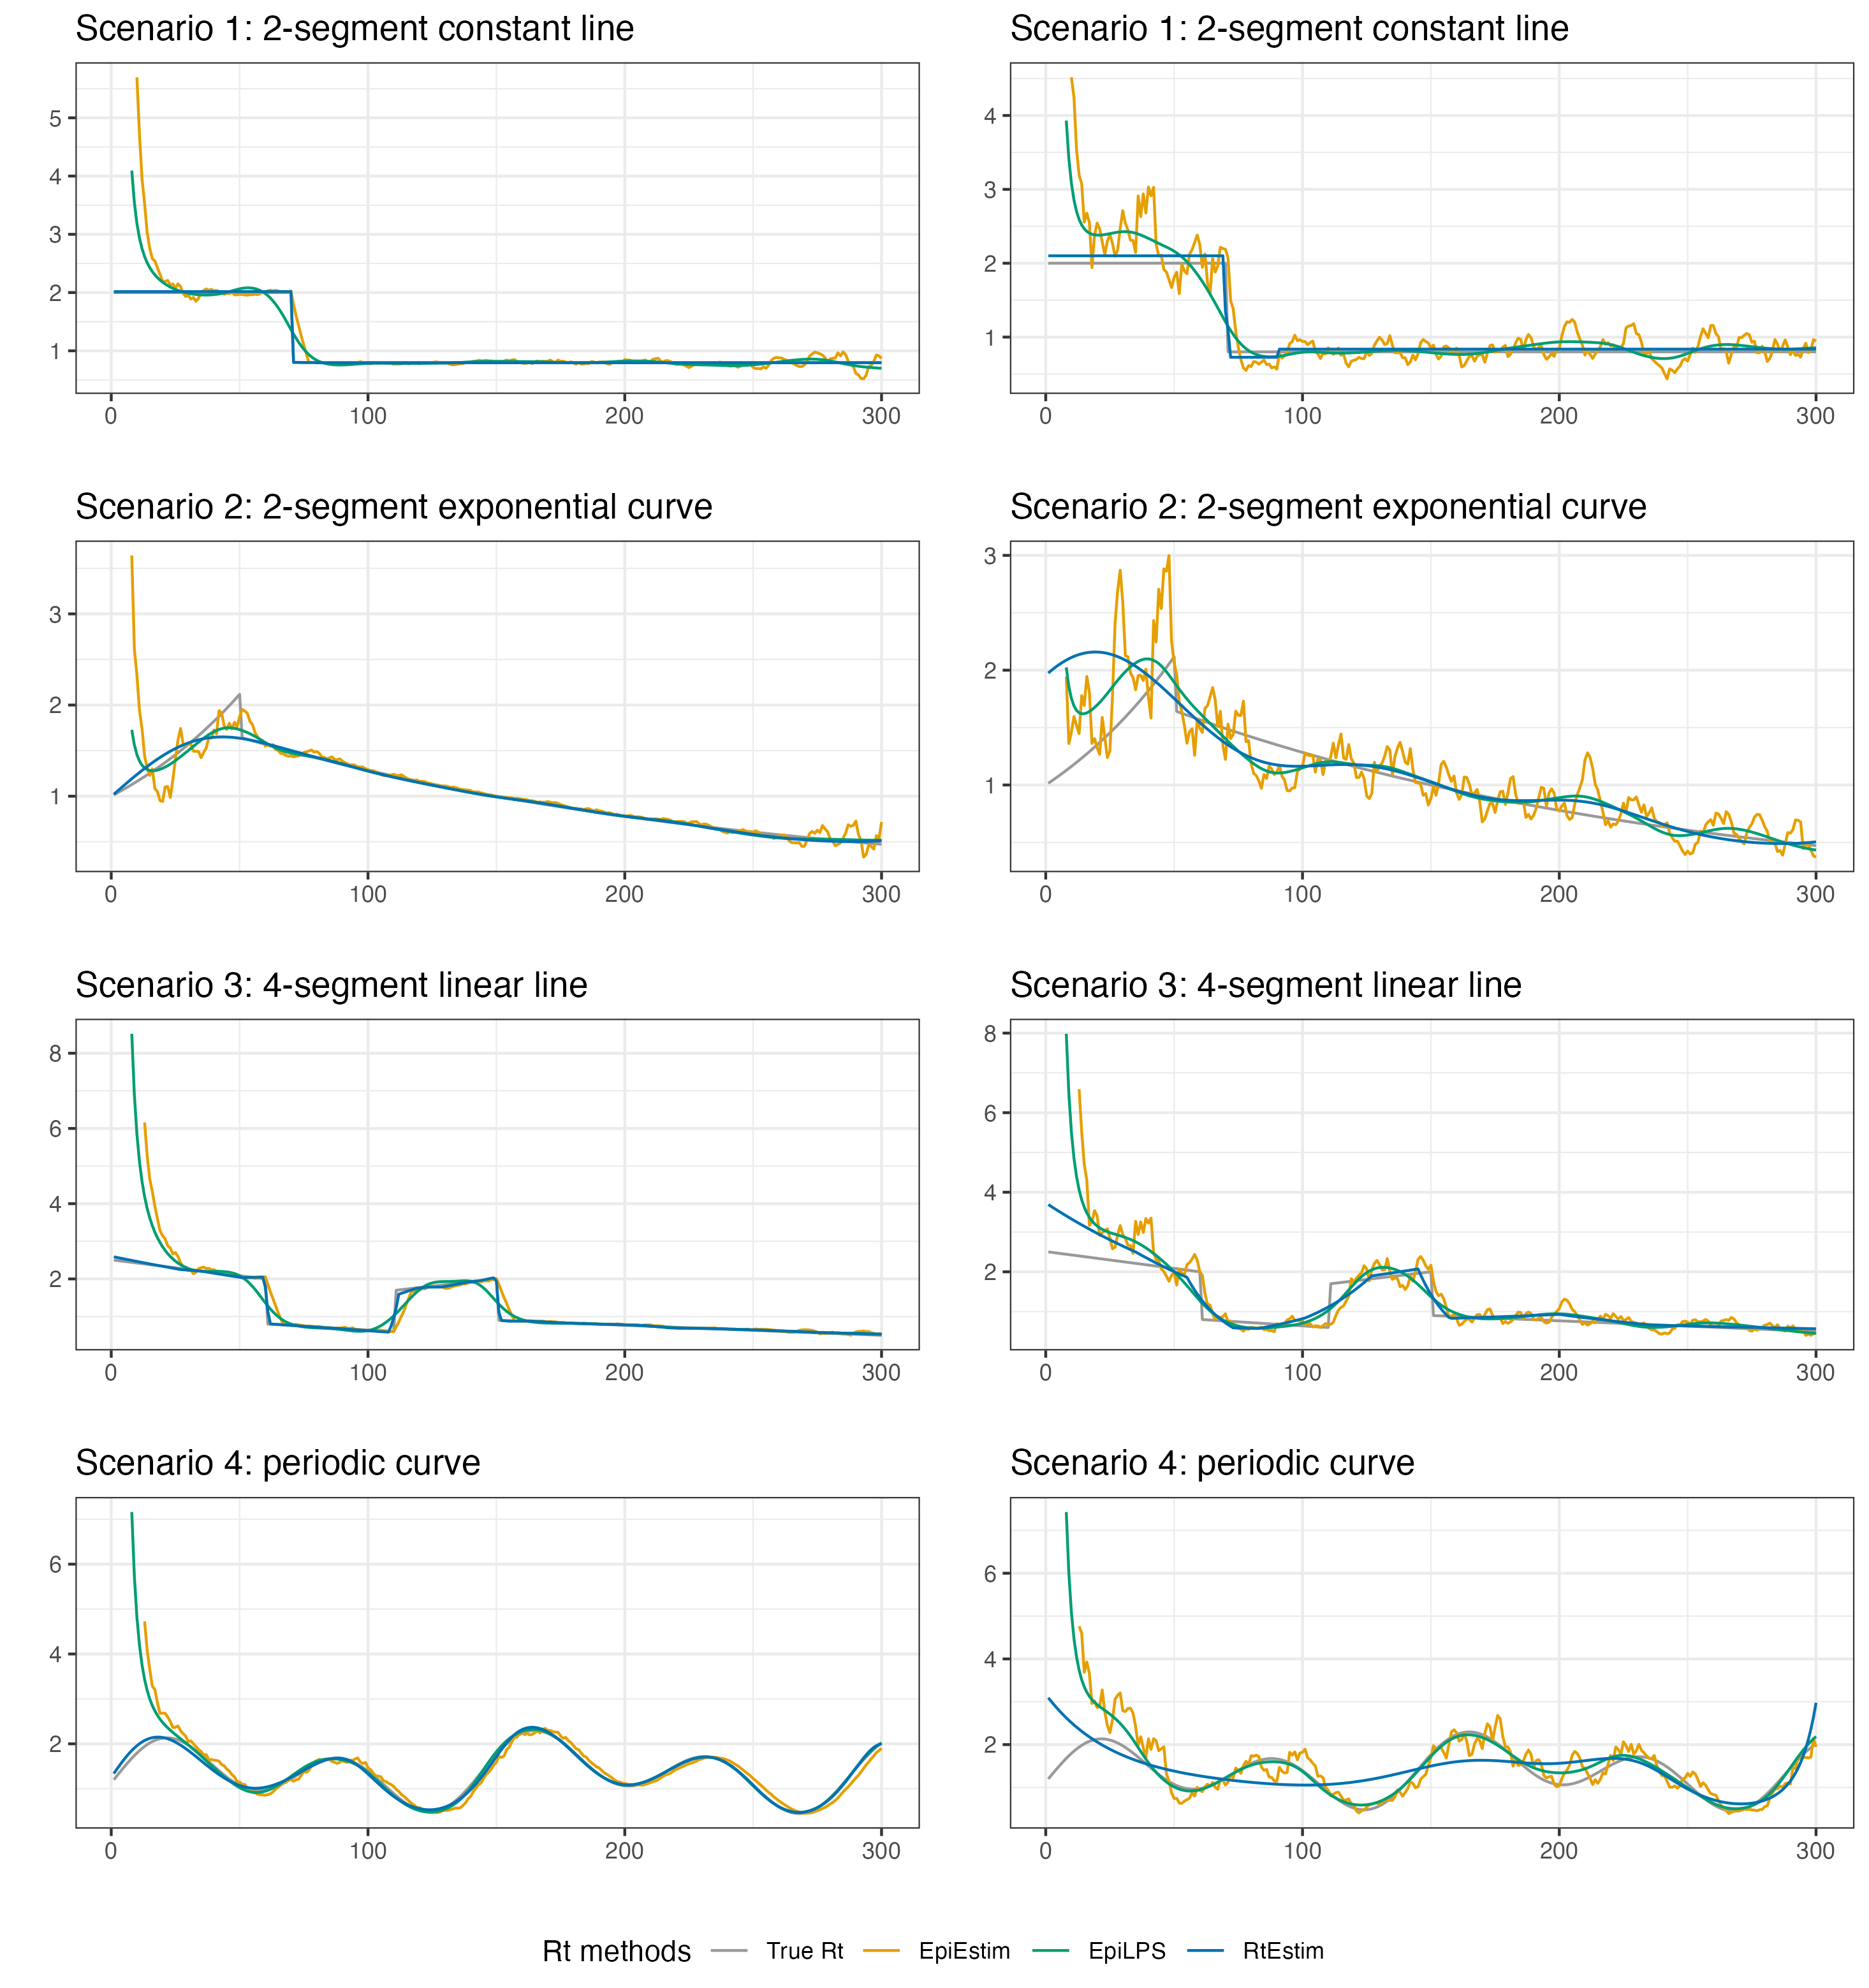 Scenario 1: 2-segment constant line
5
4
3
2
1
0 100 200 300
Scenario 1: 2-segment constant line
4
3
2
1
0 100 200 300
Scenario 2: 2-segment exponential curve
3
2
1
0 100 200 300
Scenario 2: 2-segment exponential curve
3
2
1
0 100 200 300
Scenario 3: 4-segment linear line
8
6
4
2
0 100 200 300
Scenario 3: 4-segment linear line
8
6
4
2
0 100 200 300
Scenario 4: periodic curve
6
4
2
0 100 200 300
Scenario 4: periodic curve
6
4
2
0 100 200 300
Rt methods True Rt EpiEstim EpiLPS RtEstim